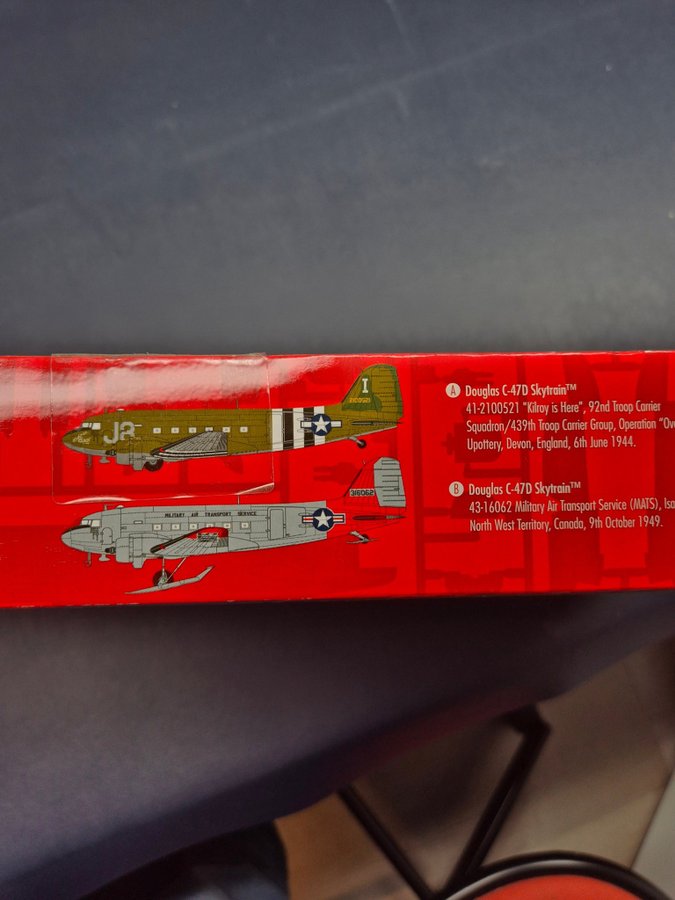 A Douglas C-47D Skytrain™
41-2100521 "Kilroy is Here", 92nd Troop Carrier
Squadron/439th Troop Carrier Group, Operation
Upottery, Devon, England, 6th June 1944.
B Douglas C-47D Skytrain™
43-16062 Military Air Transport Service (MATS),
North West Territory, Canada, 9th October 1949.
I
2100521
J8
MILITARY AIR TRANSPORT SERVICE
316062